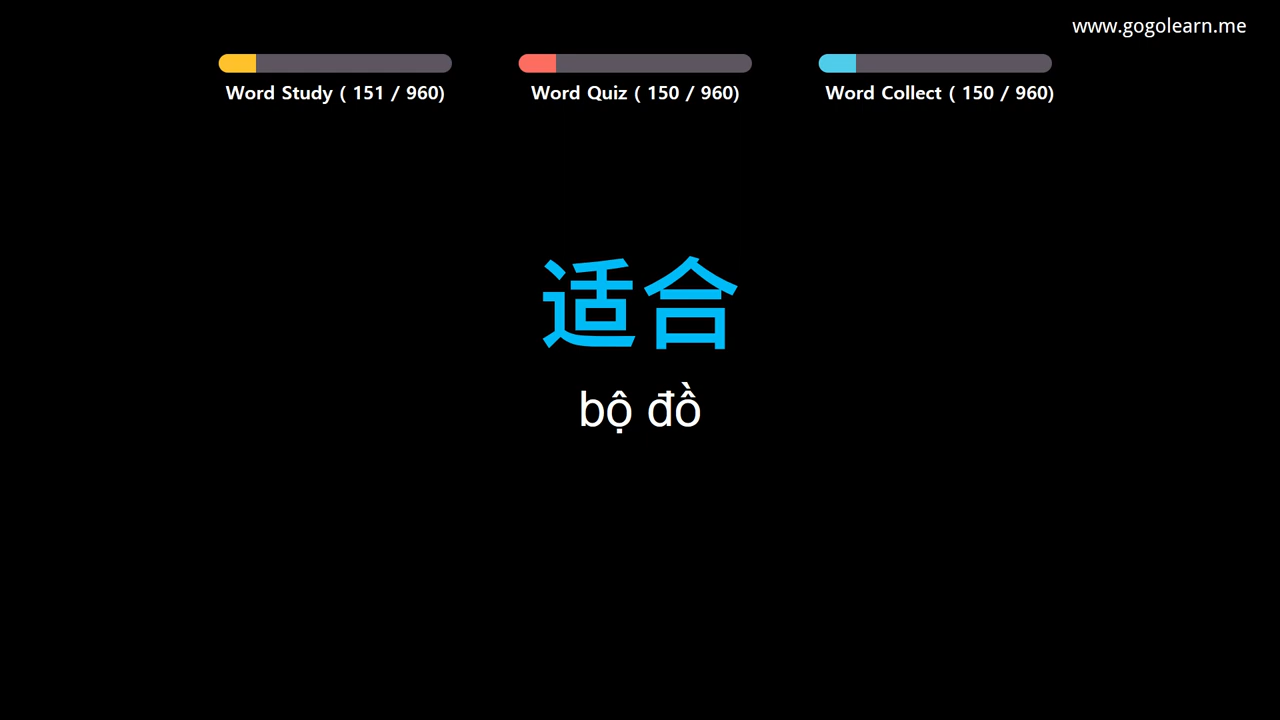 www.gogolearn.me
Word Study ( 151 / 960)
Word Quiz ( 150 / 960)
Word Collect ( 150 / 960)
适合
bộ đồ